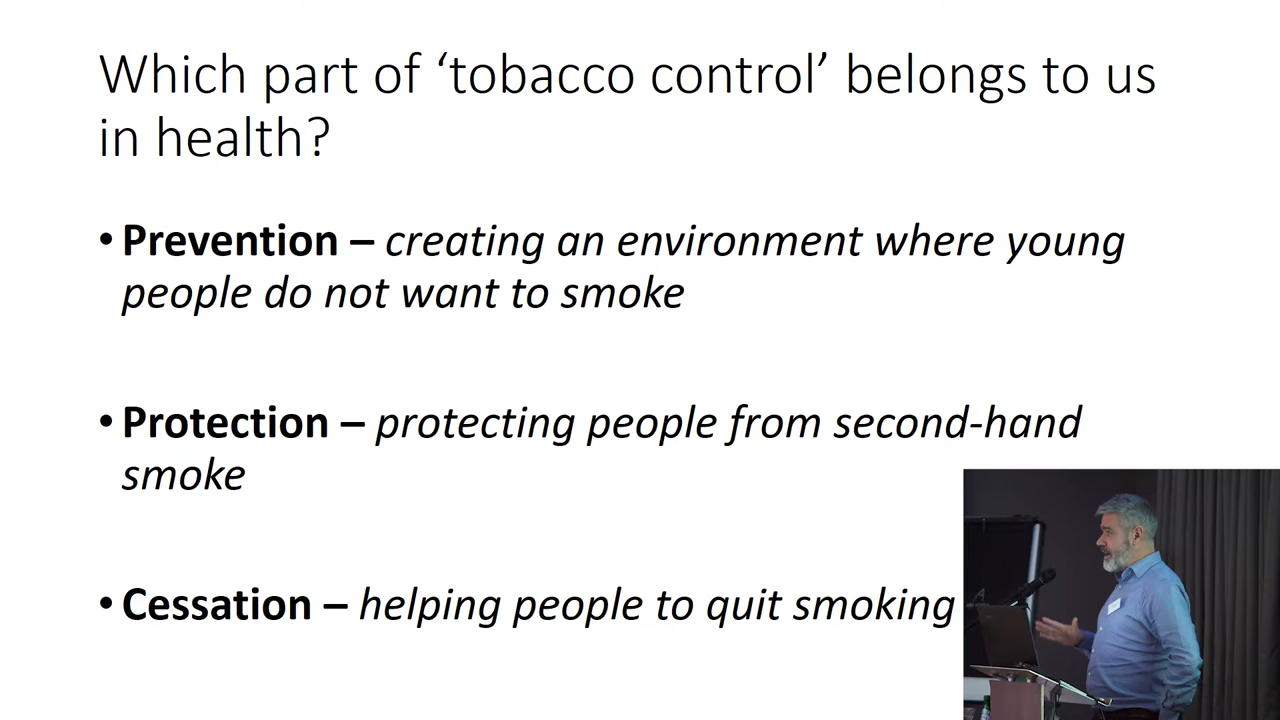 Which part of ‘tobacco control’ belongs to us
in health?
• Prevention – creating an environment where young
people do not want to smoke
• Protection – protecting people from second-hand
smoke
• Cessation – helping people to quit smoking